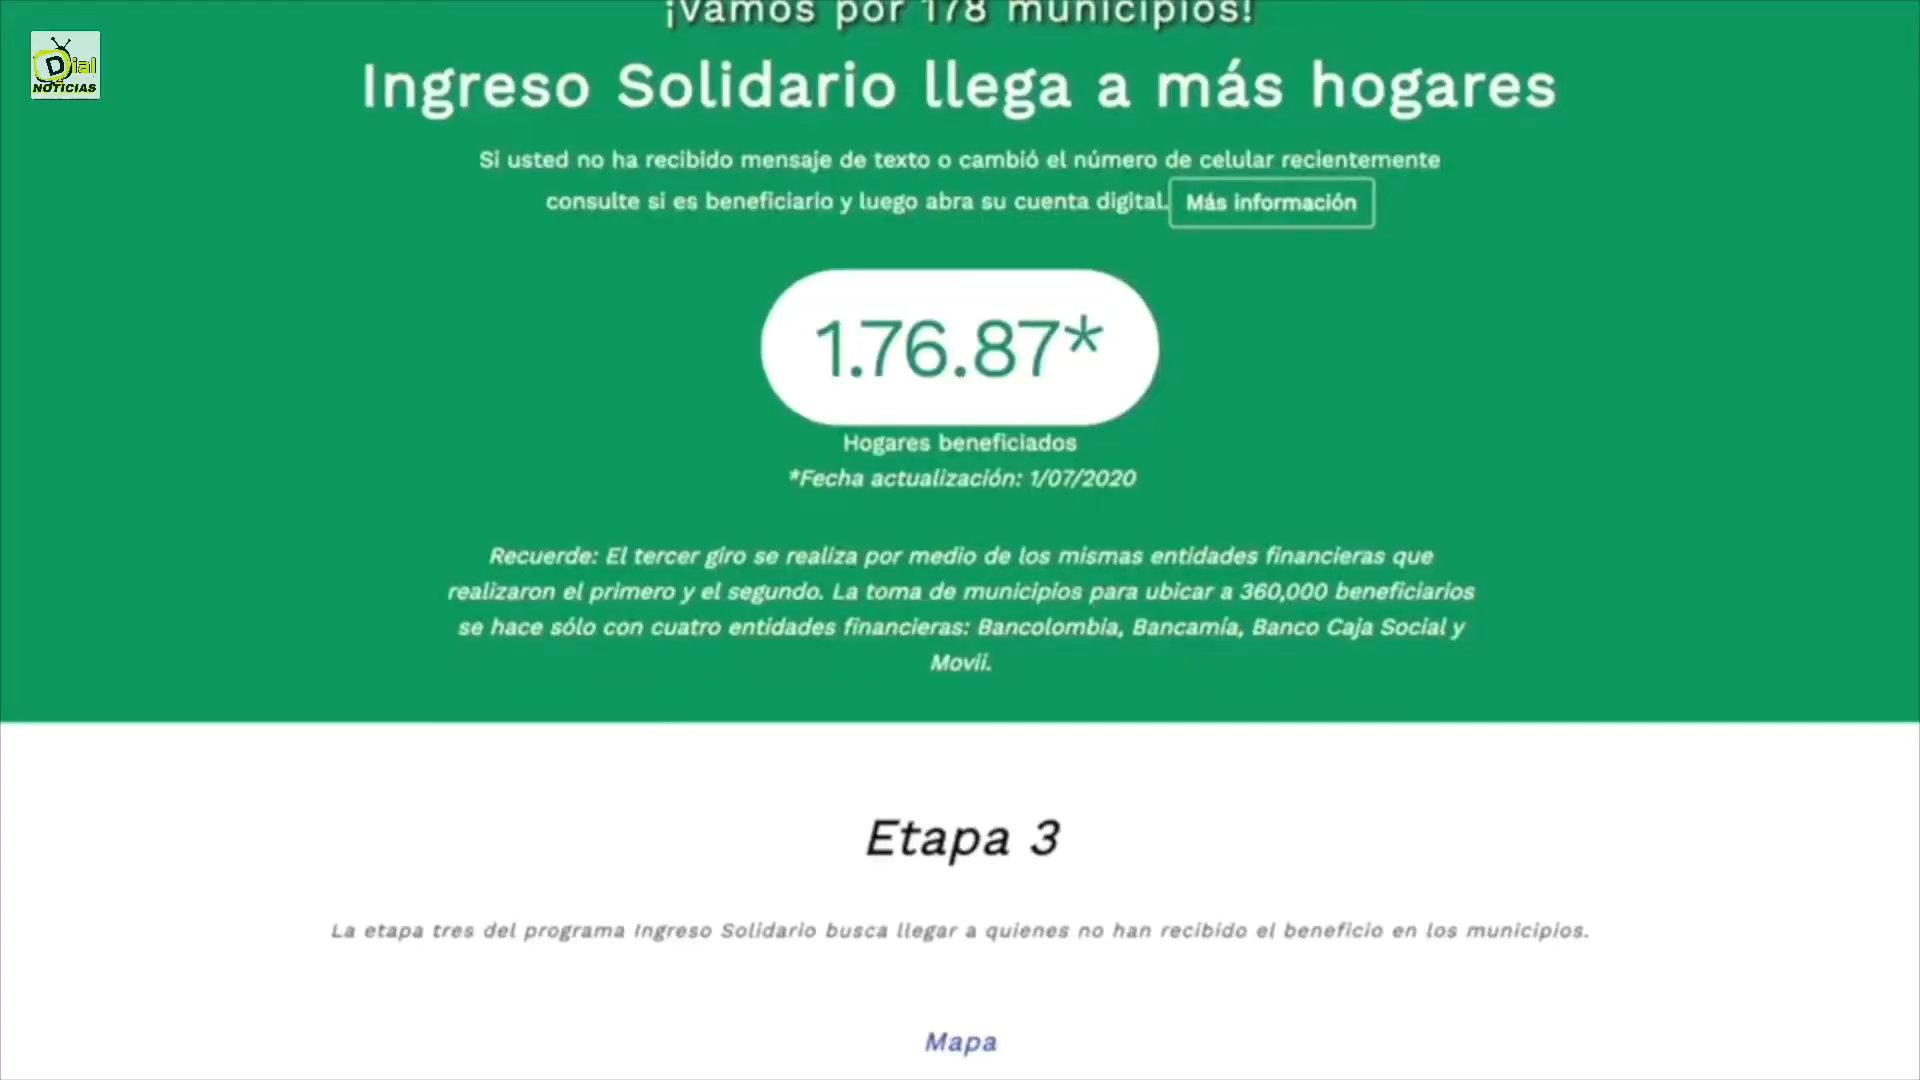 ¡Vamos por 178 municipios!
Dial
NOTICIAS
Ingreso Solidario llega a más hogares
Si usted no ha recibido mensaje de texto o cambió el número de celular recientemente
consulte si es beneficiario y luego abra su cuenta digital. Más información
1.76.87*
Hogares beneficiados
*Fecha actualización: 1/07/2020
Recuerde: El tercer giro se realiza por medio de los mismas entidades financieras que
realizaron el primero y el segundo. La toma de municipios para ubicar a 360,000 beneficiarios
se hace sólo con cuatro entidades financieras: Bancolombia, Bancamía, Banco Caja Social y
Movii.
Etapa 3
La etapa tres del programa Ingreso Solidario busca llegar a quienes no han recibido el beneficio en los municipios.
Mapa